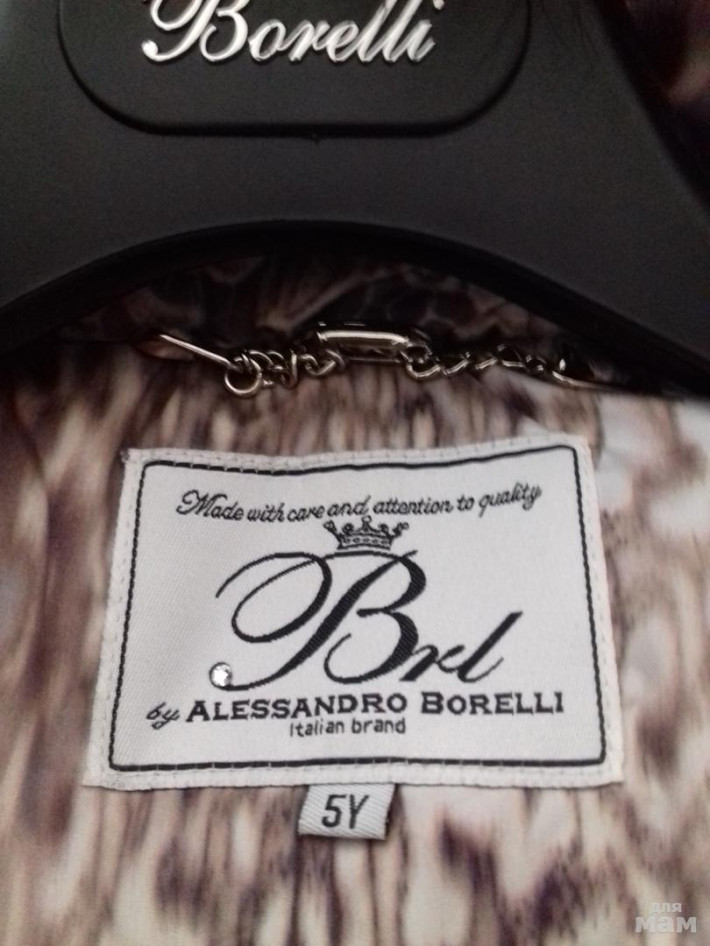 Borelli
Made with care and attention to quality
Brl
by ALESSANDRO BORELLI
Italian brand
5Y
для
мам